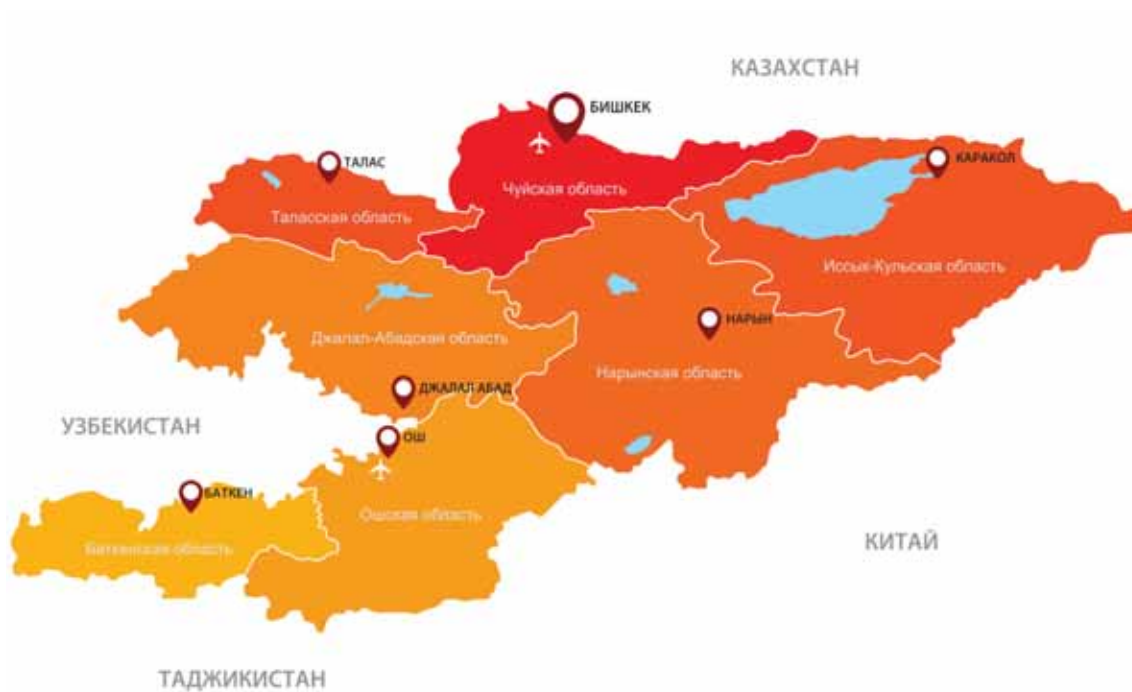 КАЗАХСТАН
БИШКЕК
ТАЛАС
КАРАКОЛ
Чуйская область
Таласская область
Иссык-Кульская область
НАРЫН
Джалал-Абадская область
Нарынская область
ДЖАЛАЛ АБАД
УЗБЕКИСТАН
ОШ
БАТКЕН
Ошская область
КИТАЙ
Баткенская область
ТАДЖИКИСТАН